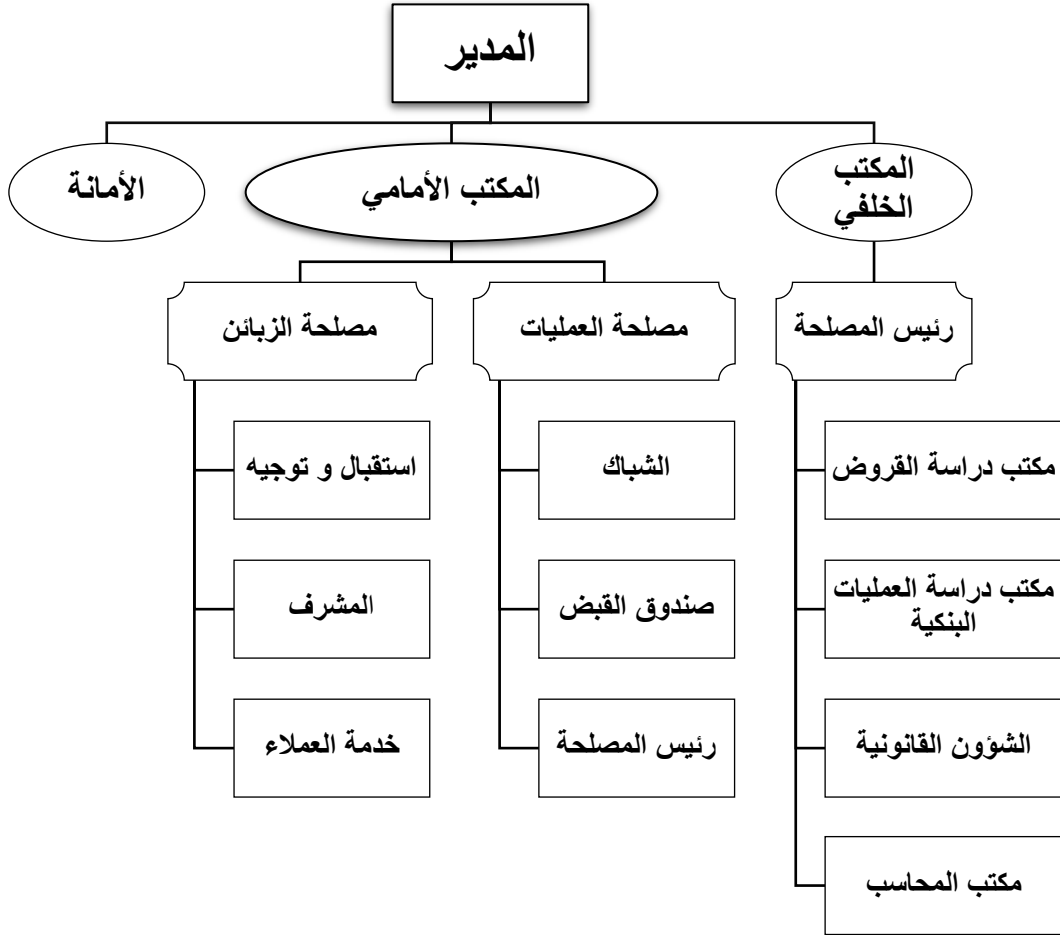 المدير
المكتب
الخلفي
المكتب الأمامي
الأمانة
رئيس المصلحة
مصلحة العمليات
مصلحة الزبائن
مكتب دراسة القروض
الشباك
استقبال و توجيه
مكتب دراسة العمليات
البنكية
صندوق القبض
المشرف
الشؤون القانونية
رئيس المصلحة
خدمة العملاء
مكتب المحاسب